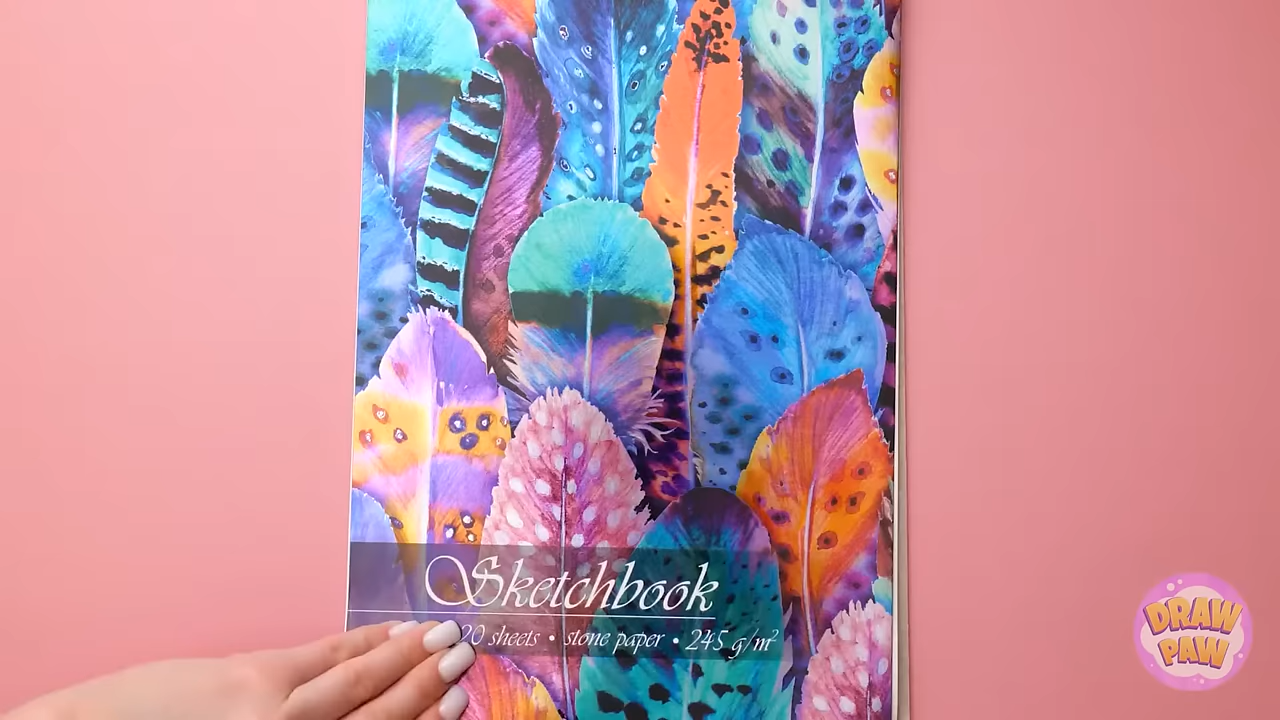 Sketchbook
20 sheets • stone paper • 245 g/m²
DRAW
PAW